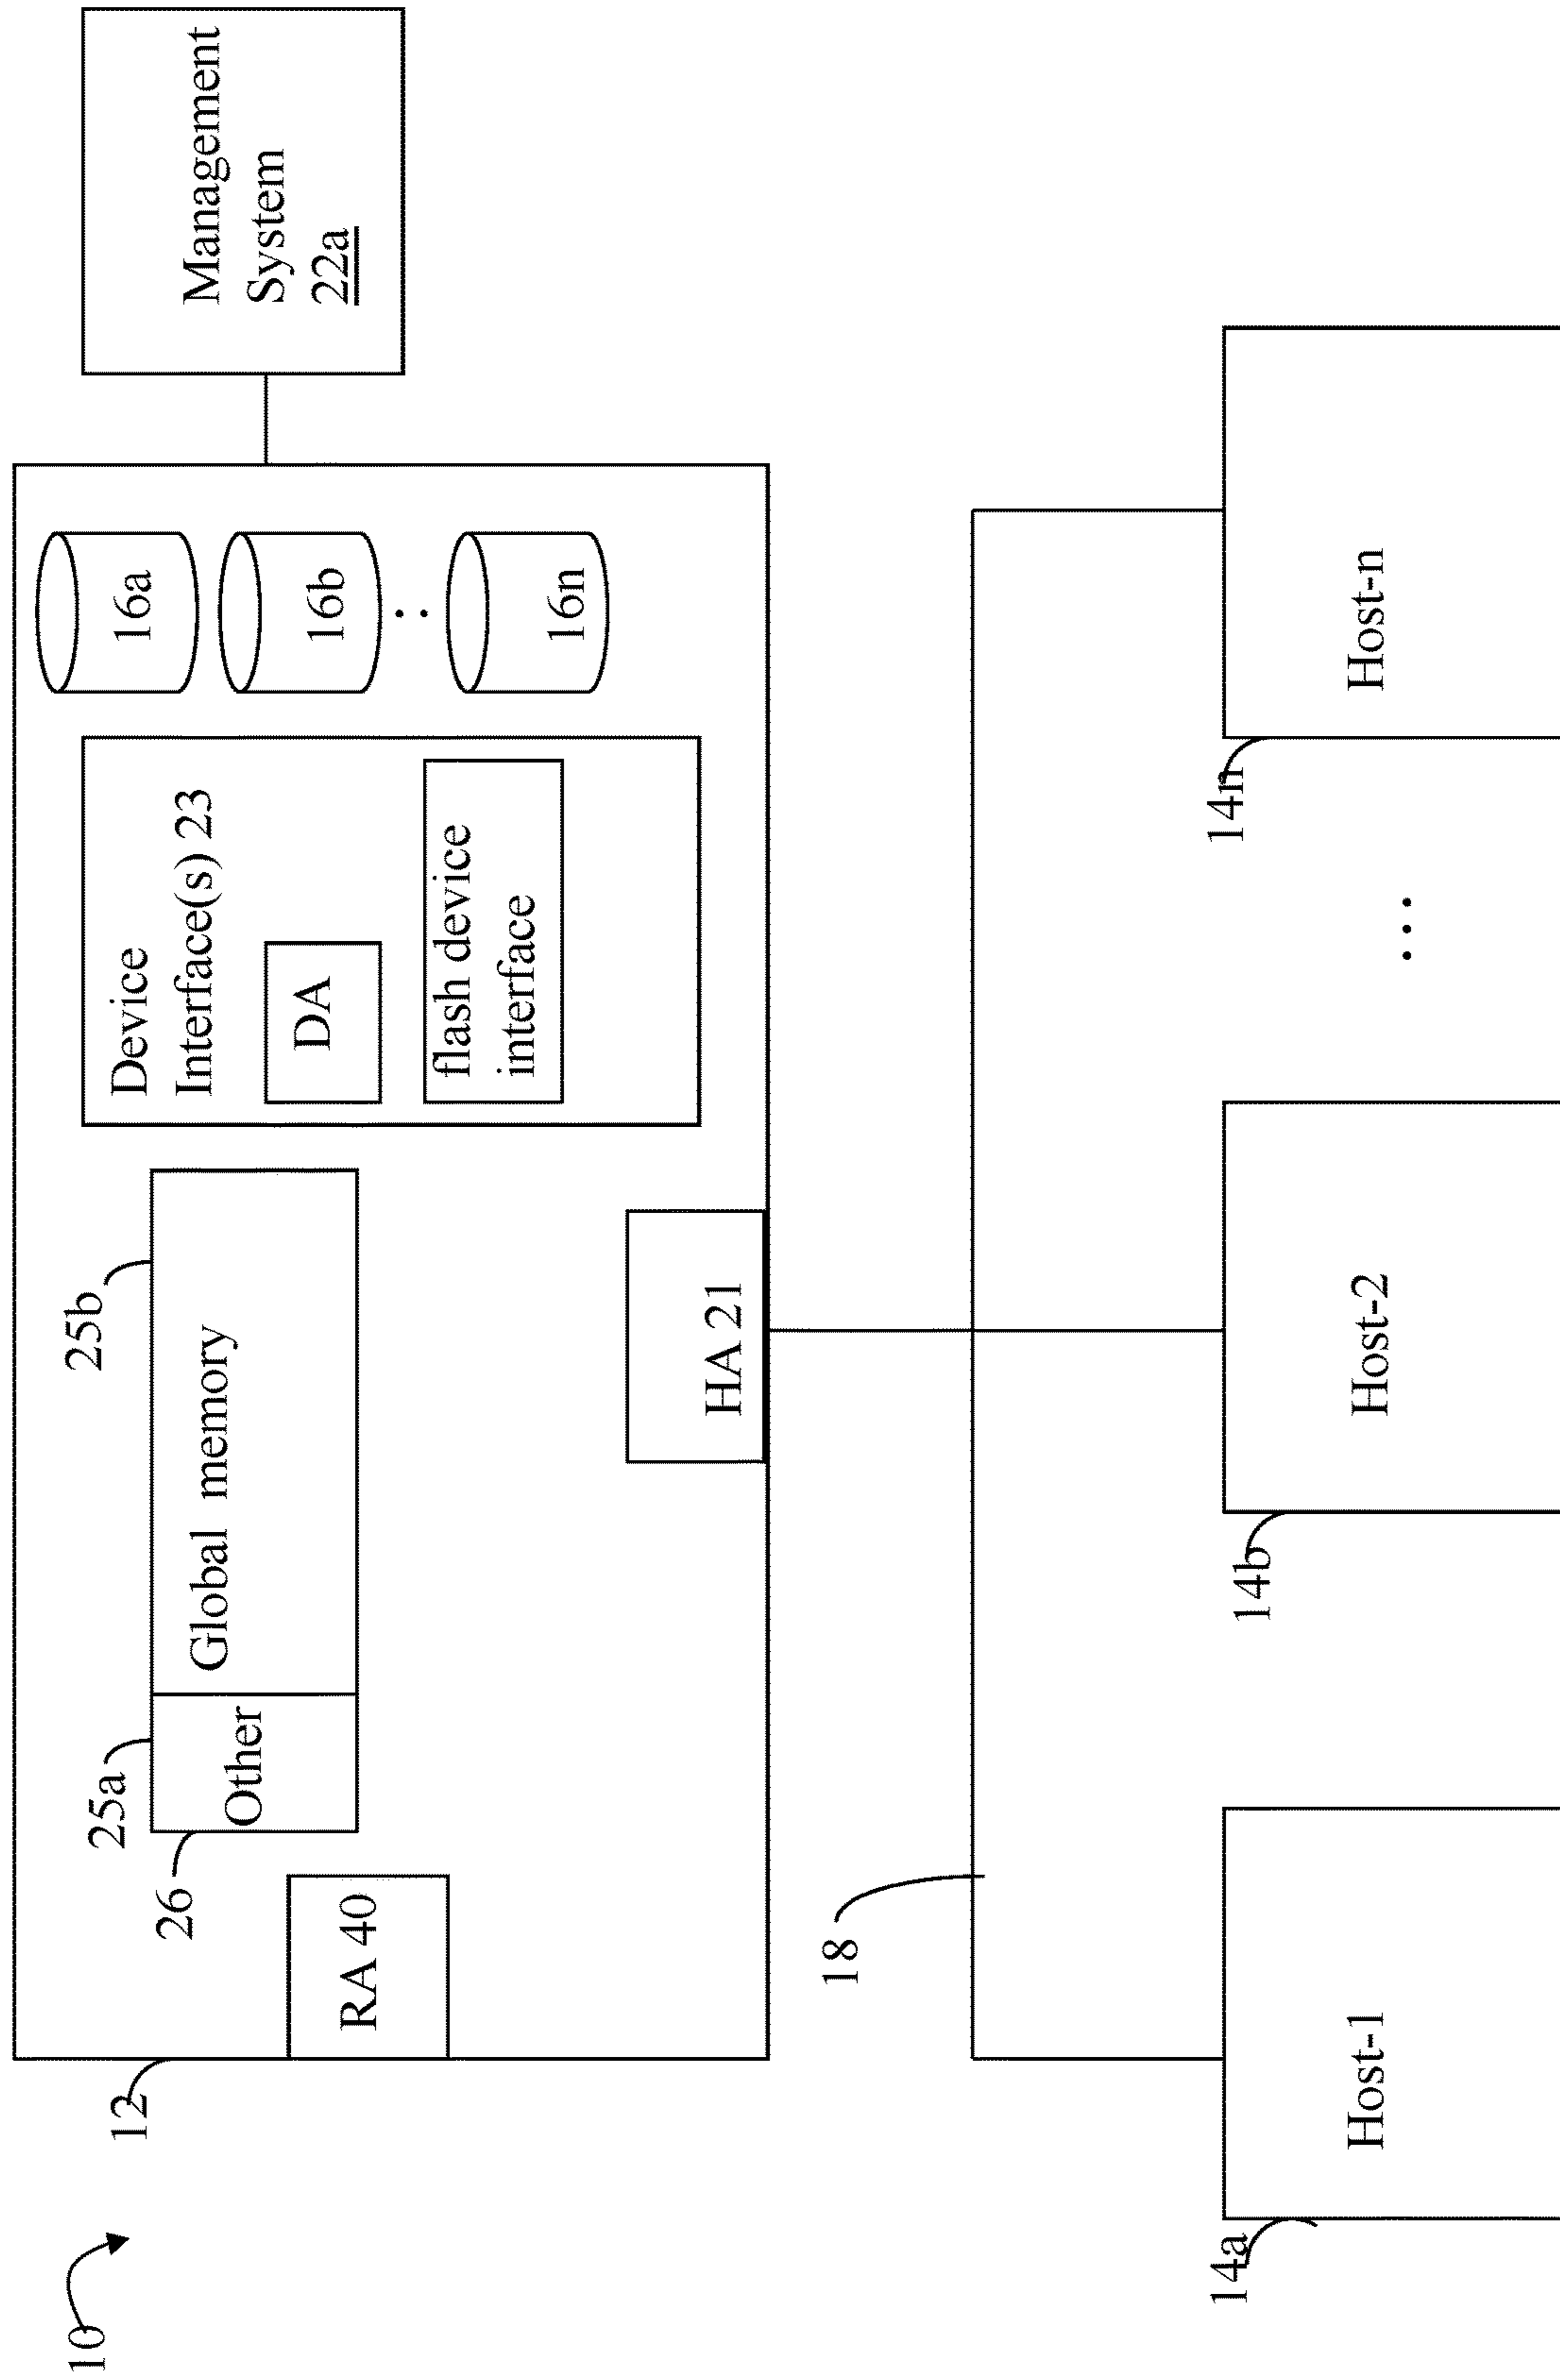 10
12
RA 40
26
25a
Other
25b
Global memory
HA 21
Device
Interface(s) 23
DA
flash device
interface
16a
16b
16n
Management
System
22a
18
14a
Host-1
14b
Host-2
...
14n
Host-n